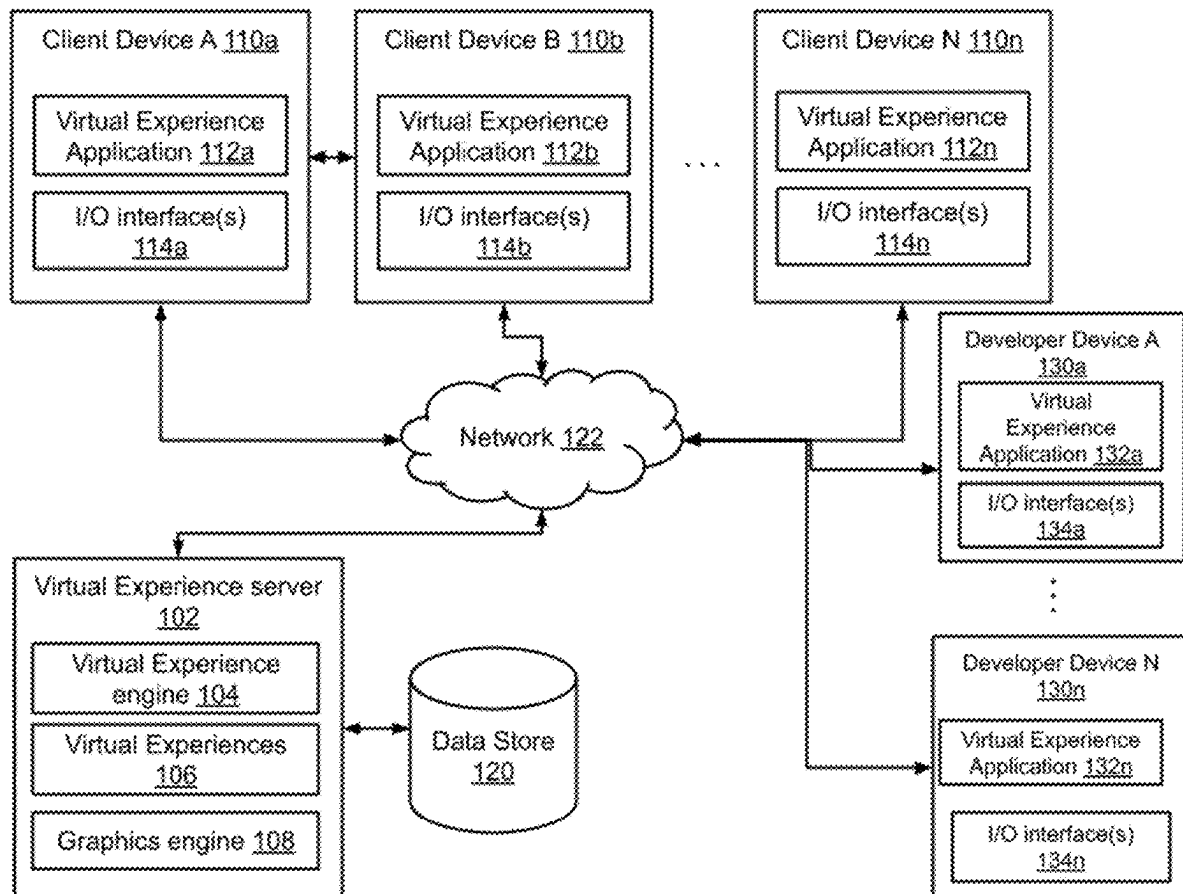 Client Device A 110a
Virtual Experience
Application 112a
I/O interface(s)
114a
Client Device B 110b
Virtual Experience
Application 112b
I/O interface(s)
114b
. . .
Client Device N 110n
Virtual Experience
Application 112n
I/O interface(s)
114n
Network 122
Developer Device A
130a
Virtual
Experience
Application 132a
I/O interface(s)
134a
Virtual Experience server
102
Virtual Experience
engine 104
Virtual Experiences
106
Graphics engine 108
Data Store
120
Developer Device N
130n
Virtual Experience
Application 132n
I/O interface(s)
134n